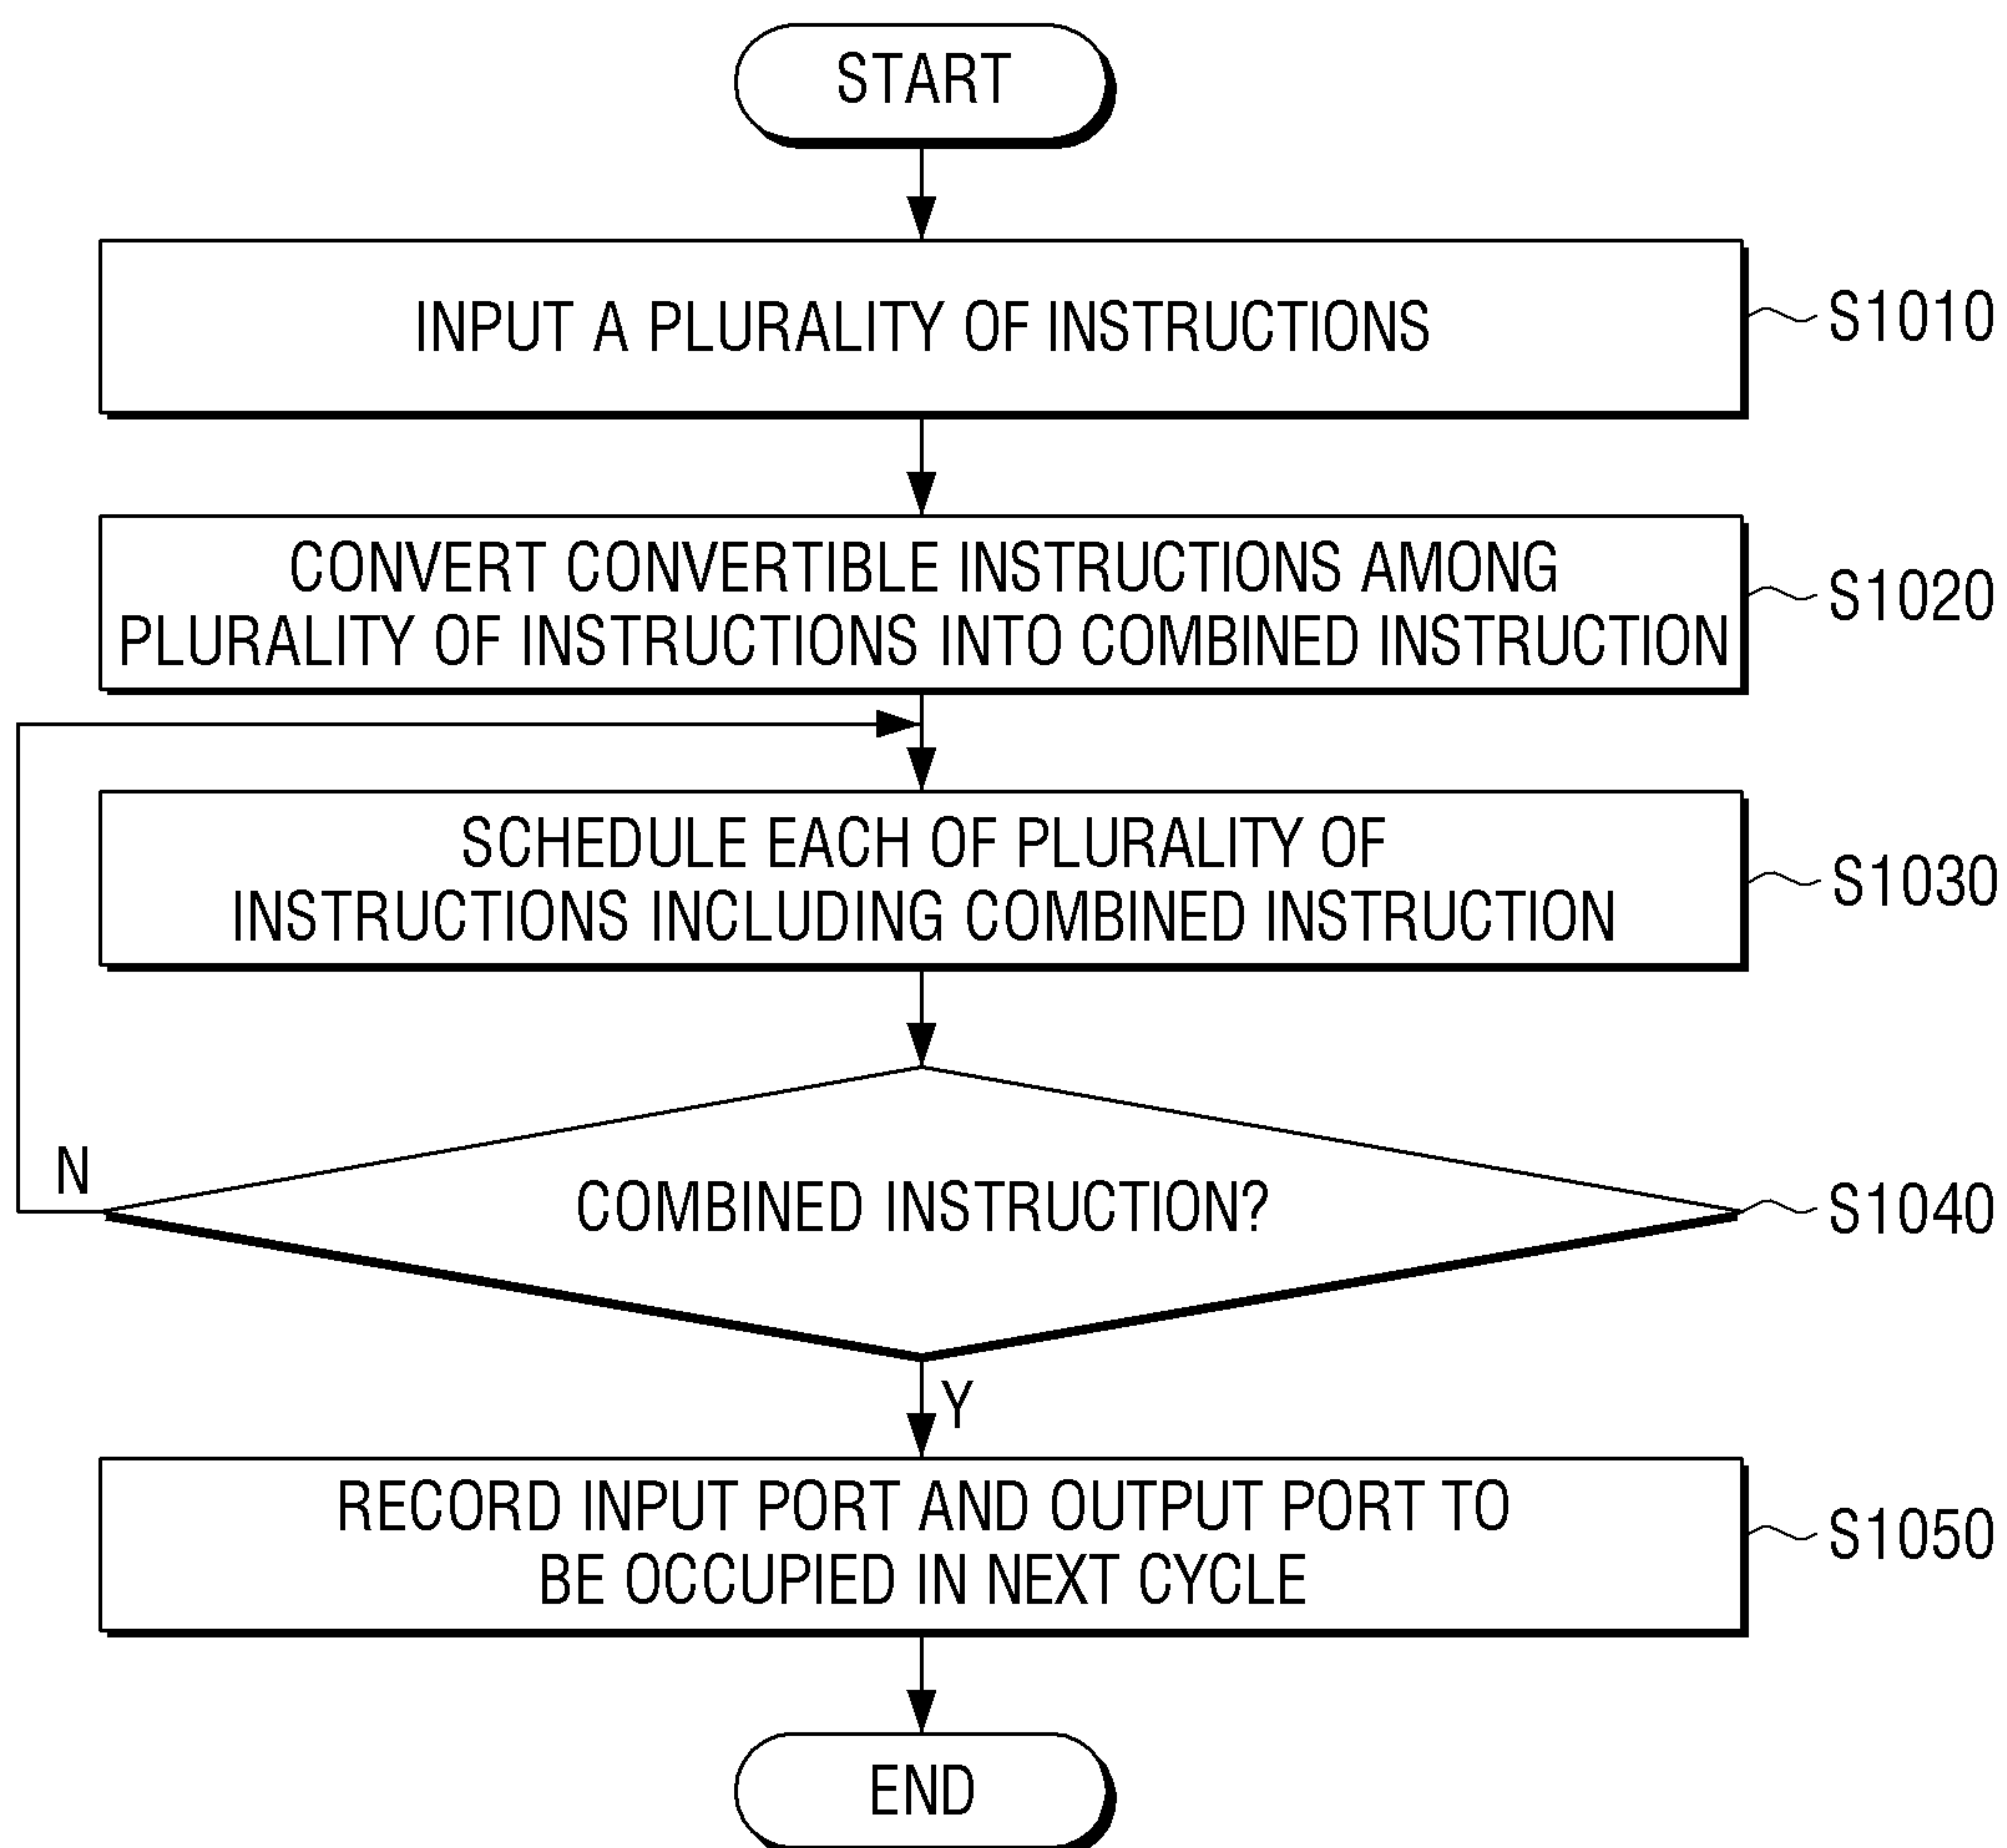 START
INPUT A PLURALITY OF INSTRUCTIONS
S1010
CONVERT CONVERTIBLE INSTRUCTIONS AMONG
PLURALITY OF INSTRUCTIONS INTO COMBINED INSTRUCTION
S1020
SCHEDULE EACH OF PLURALITY OF
INSTRUCTIONS INCLUDING COMBINED INSTRUCTION
S1030
N
COMBINED INSTRUCTION?
S1040
Y
RECORD INPUT PORT AND OUTPUT PORT TO
BE OCCUPIED IN NEXT CYCLE
S1050
END